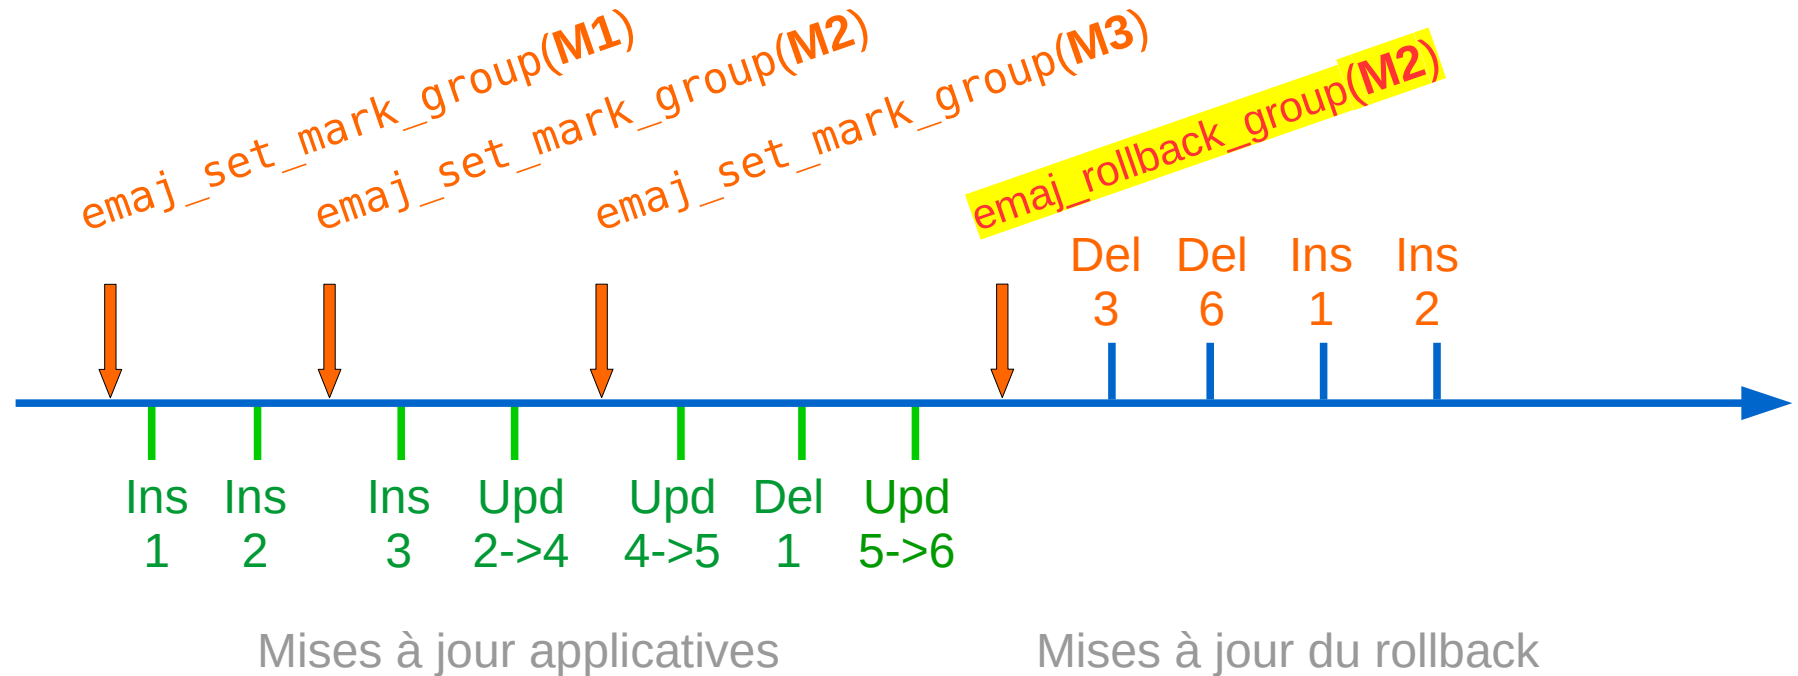 emaj_set_mark_group(M1)
emaj_set_mark_group(M2)
emaj_set_mark_group(M3)
emaj_rollback_group(M2)
Del Del Ins Ins
3 6 1 2
Ins Ins Ins Upd Upd Del Upd
1 2 3 2->4 4->5 1 5->6
Mises à jour applicatives Mises à jour du rollback